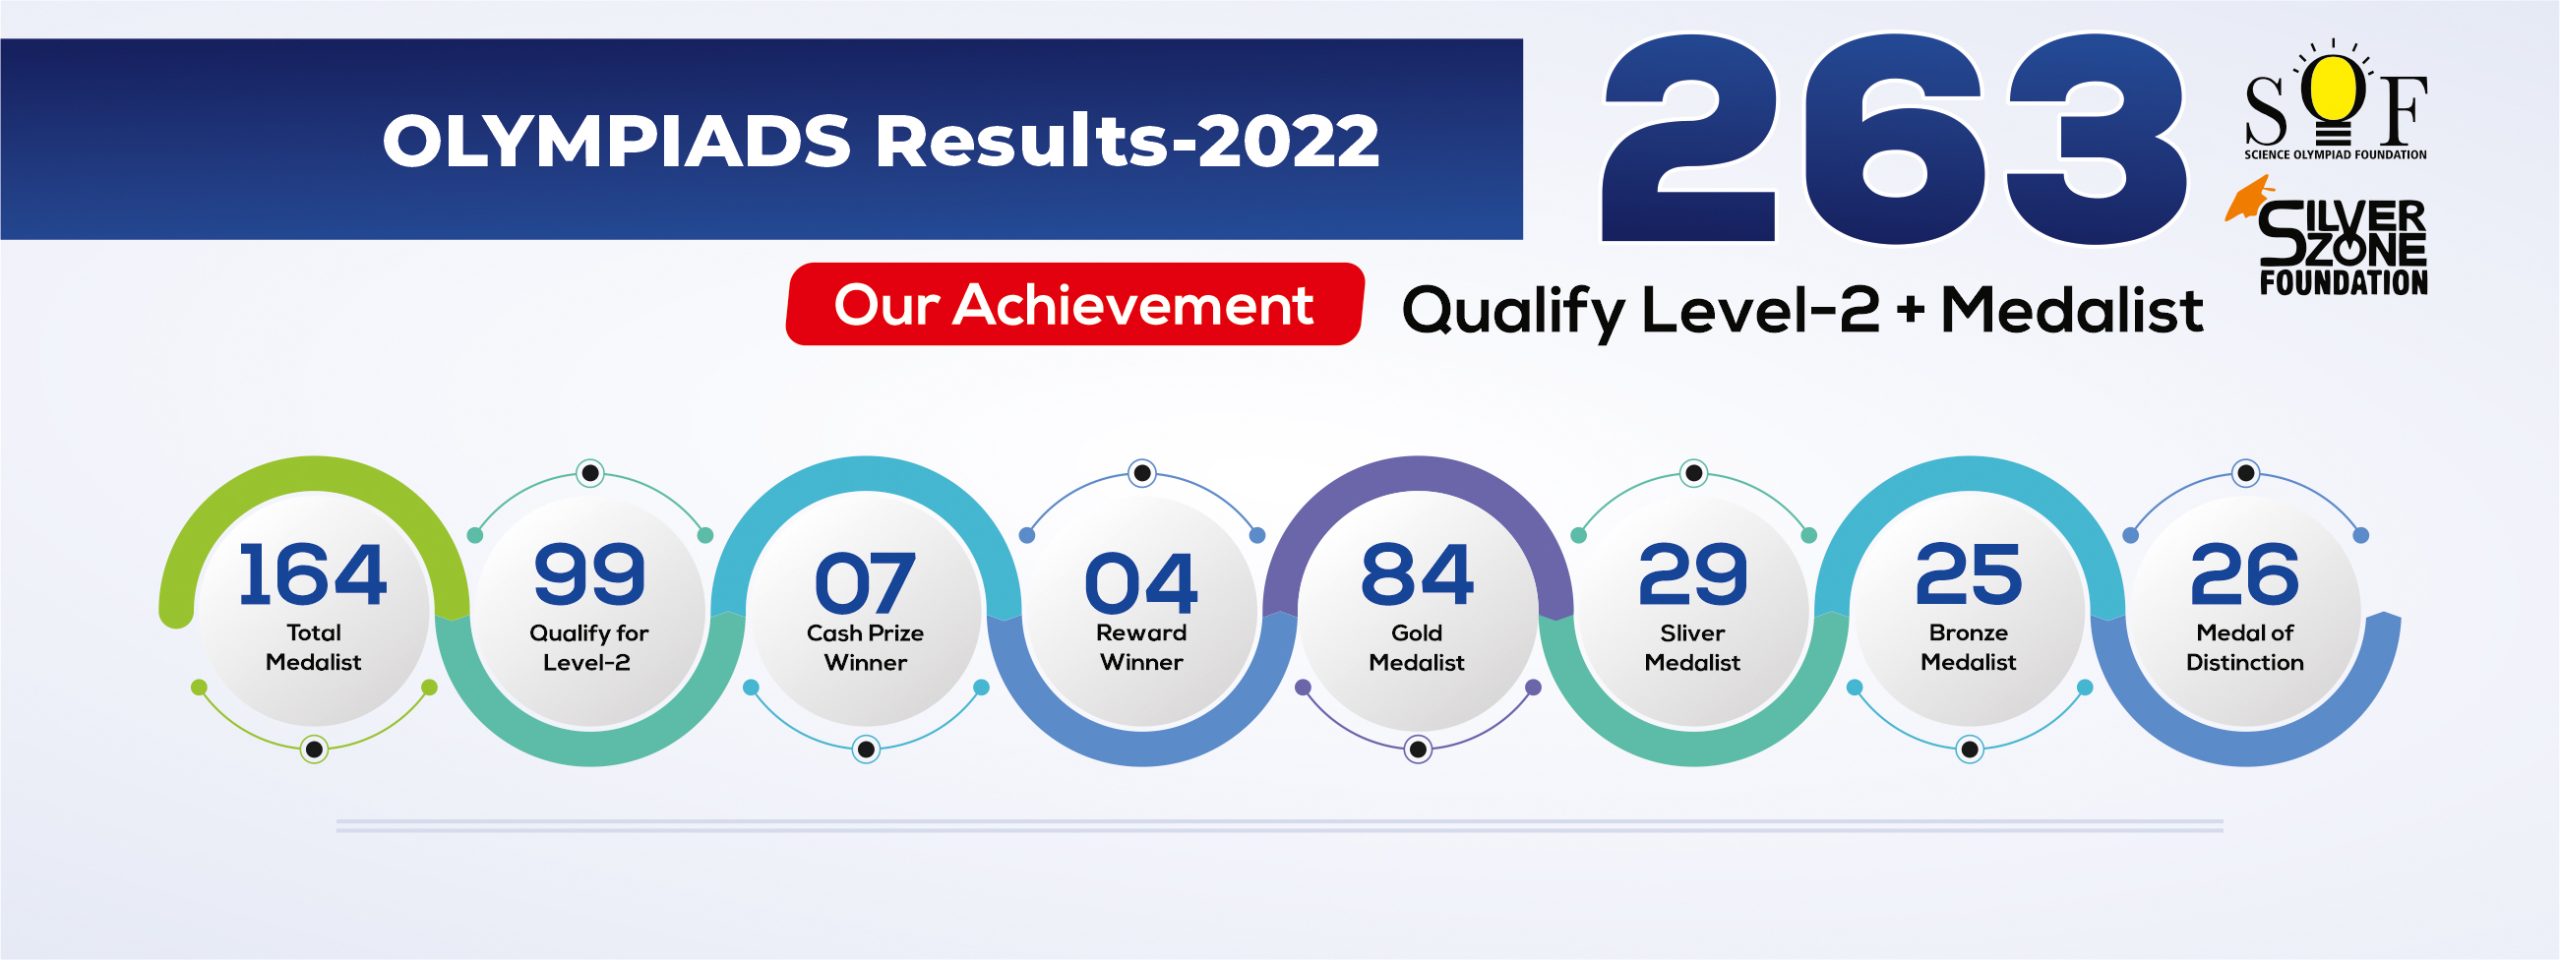 OLYMPIADS Results-2022
263
SOF
SCIENCE OLYMPIAD FOUNDATION
SILVER
ZONE
FOUNDATION
Our Achievement
Qualify Level-2 + Medalist
164
Total
Medalist
99
Qualify for
Level-2
07
Cash Prize
Winner
04
Reward
Winner
84
Gold
Medalist
29
Sliver
Medalist
25
Bronze
Medalist
26
Medal of
Distinction